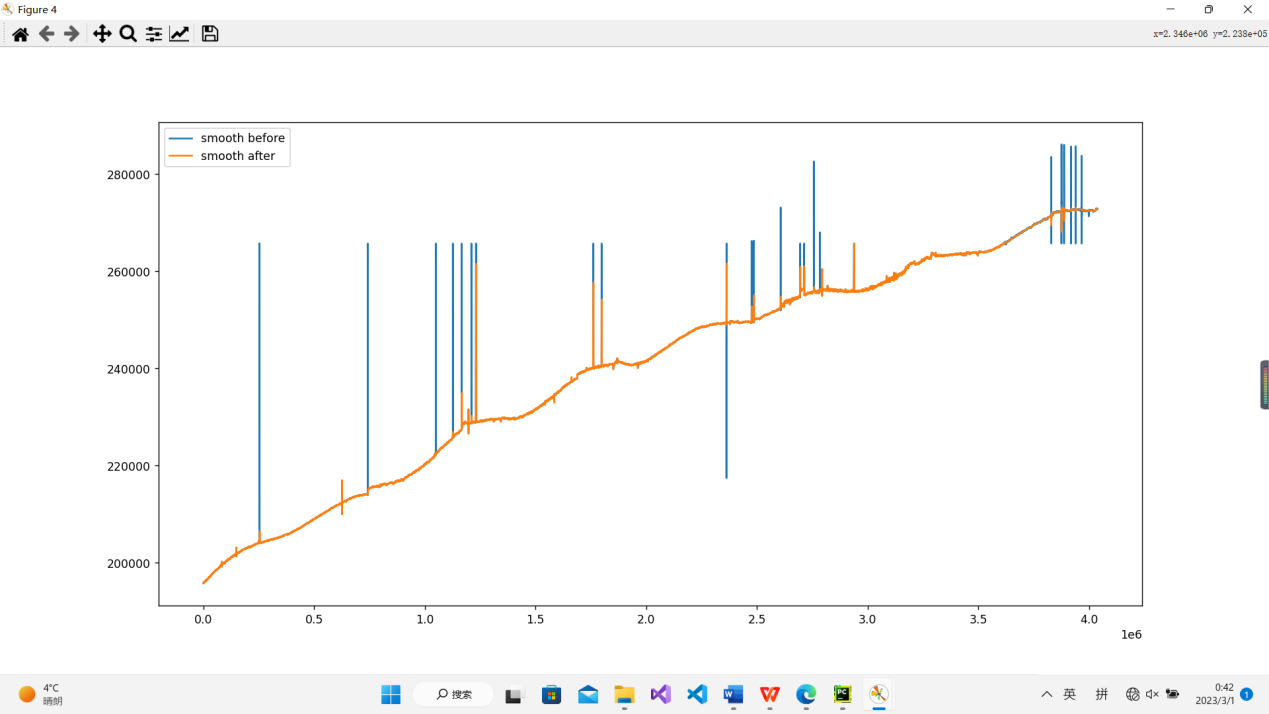 Figure 4
x=2.346e+06 y=2.238e+05
smooth before
smooth after
280000
260000
240000
220000
200000
0.0 0.5 1.0 1.5 2.0 2.5 3.0 3.5 4.0
1e6
4°C
晴朗
搜索
W
PC
英
拼
0:42
2023/3/1
1